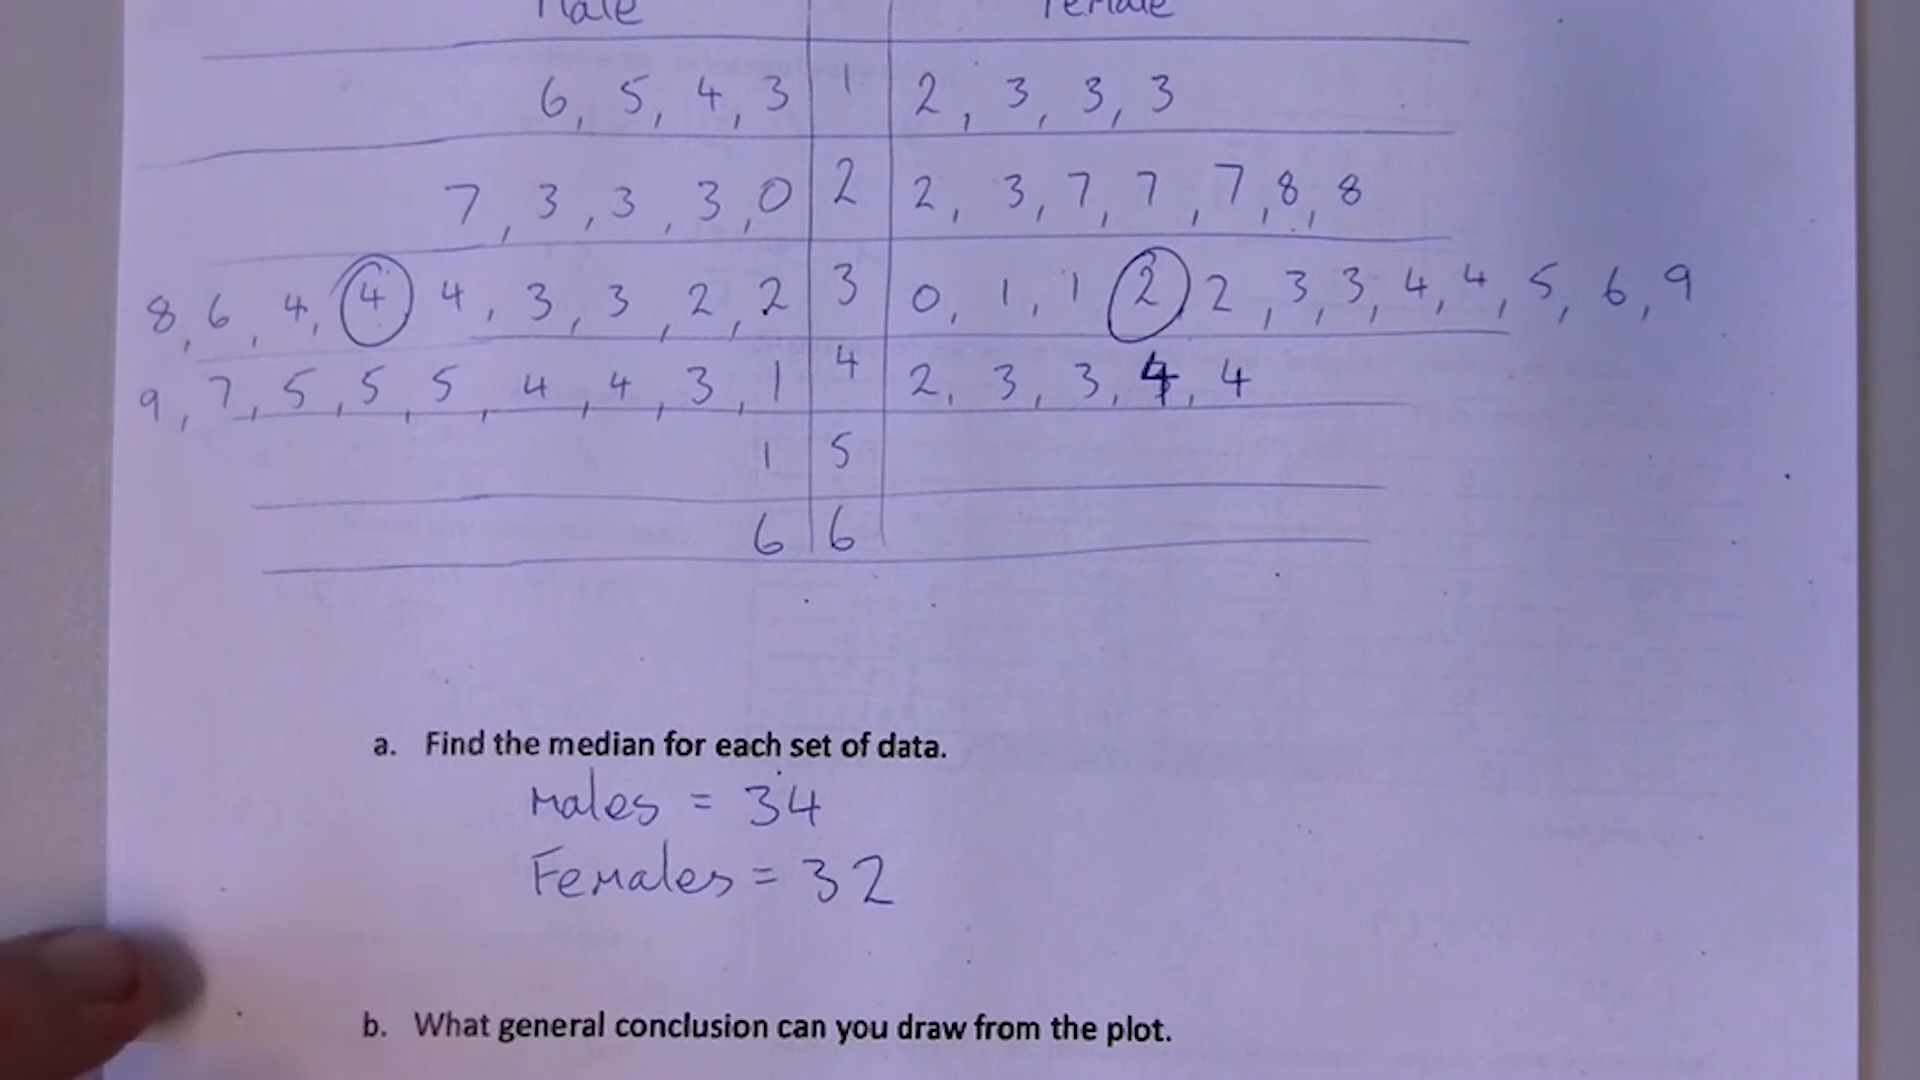 Male Female
6, 5, 4, 3 1 2, 3, 3, 3
7, 3, 3, 3, 0 2 2, 3, 7, 7, 7, 8, 8
8, 6, 4, 4 4, 3, 3, 2, 2 3 0, 1, 1 2 2, 3, 3, 4, 4, 5, 6, 9
9, 7, 5, 5, 5, 4, 4, 3, 1 4 2, 3, 3, 4, 4
1 5
6 6
a. Find the median for each set of data.
Males = 34
Females = 32
b. What general conclusion can you draw from the plot.